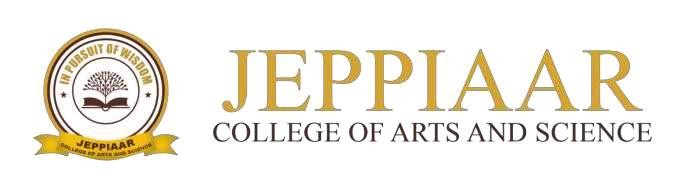 IN PURSUIT OF WISDOM
JEPPIAAR
COLLEGE OF ARTS AND SCIENCE
JEPPIAAR
COLLEGE OF ARTS AND SCIENCE